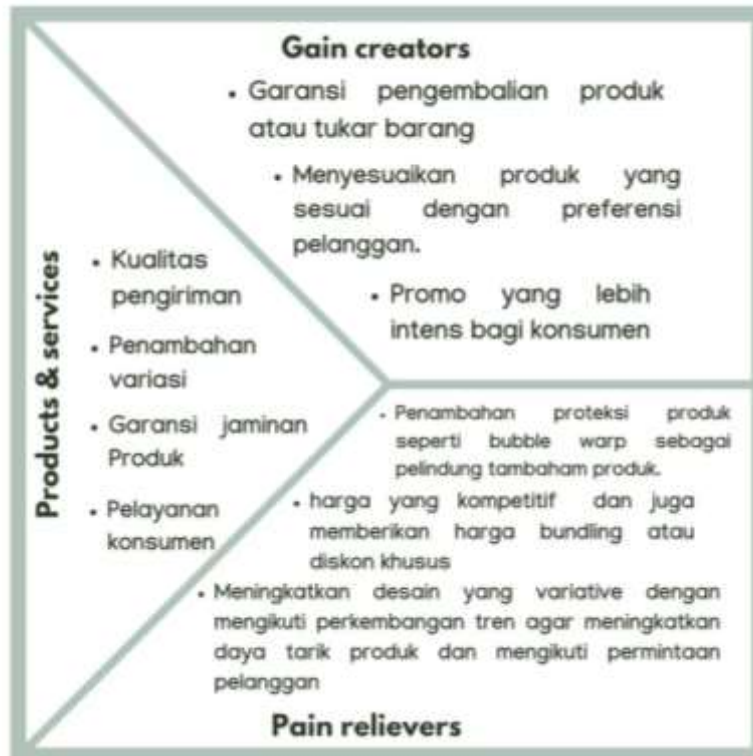 Gain creators
• Garansi pengembalian produk
atau tukar barang
• Menyesuaikan produk yang
sesuai dengan preferensi
pelanggan.
• Promo yang lebih
intens bagi konsumen
Products & services
• Kualitas
pengiriman
• Penambahan
variasi
• Garansi jaminan
Produk
• Pelayanan
konsumen
• Penambahan proteksi produk
seperti bubble warp sebagai
pelindung tambaham produk.
• harga yang kompetitif dan juga
memberikan harga bundling atau
diskon khusus
• Meningkatkan desain yang variative dengan
mengikuti perkembangan tren agar meningkatkan
daya tarik produk dan mengikuti permintaan
pelanggan
Pain relievers